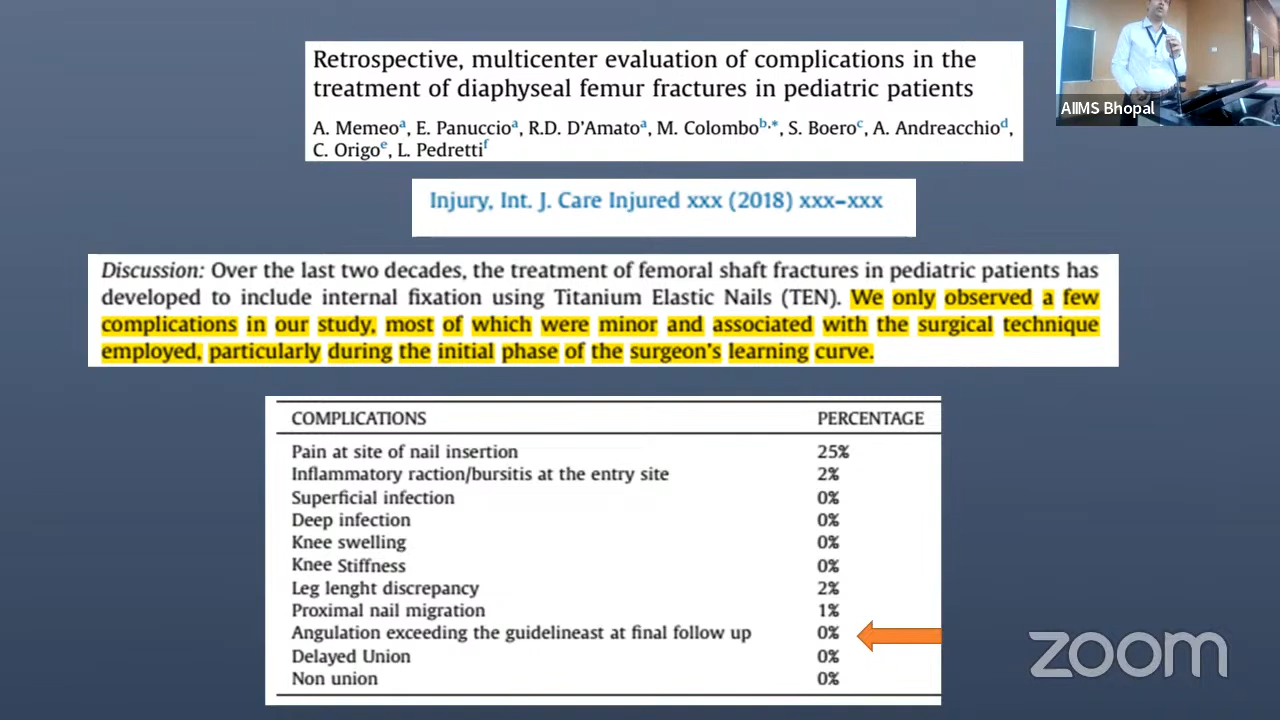 Retrospective, multicenter evaluation of complications in the
treatment of diaphyseal femur fractures in pediatric patients
A. Memeoa, E. Panuccioa, R.D. D'Amatoa, M. Colombob,*, S. Boeroc, A. Andreacchiod,
C. Origoe, L. Pedrettif
AIIMS Bhopal
Injury, Int. J. Care Injured xxx (2018) xxx–xxx
Discussion: Over the last two decades, the treatment of femoral shaft fractures in pediatric patients has
developed to include internal fixation using Titanium Elastic Nails (TEN). We only observed a few
complications in our study, most of which were minor and associated with the surgical technique
employed, particularly during the initial phase of the surgeon's learning curve.
COMPLICATIONS PERCENTAGE
Pain at site of nail insertion 25%
Inflammatory raction/bursitis at the entry site 2%
Superficial infection 0%
Deep infection 0%
Knee swelling 0%
Knee Stiffness 0%
Leg lenght discrepancy 2%
Proximal nail migration 1%
Angulation exceeding the guidelineast at final follow up 0%
Delayed Union 0%
Non union 0%
zoom